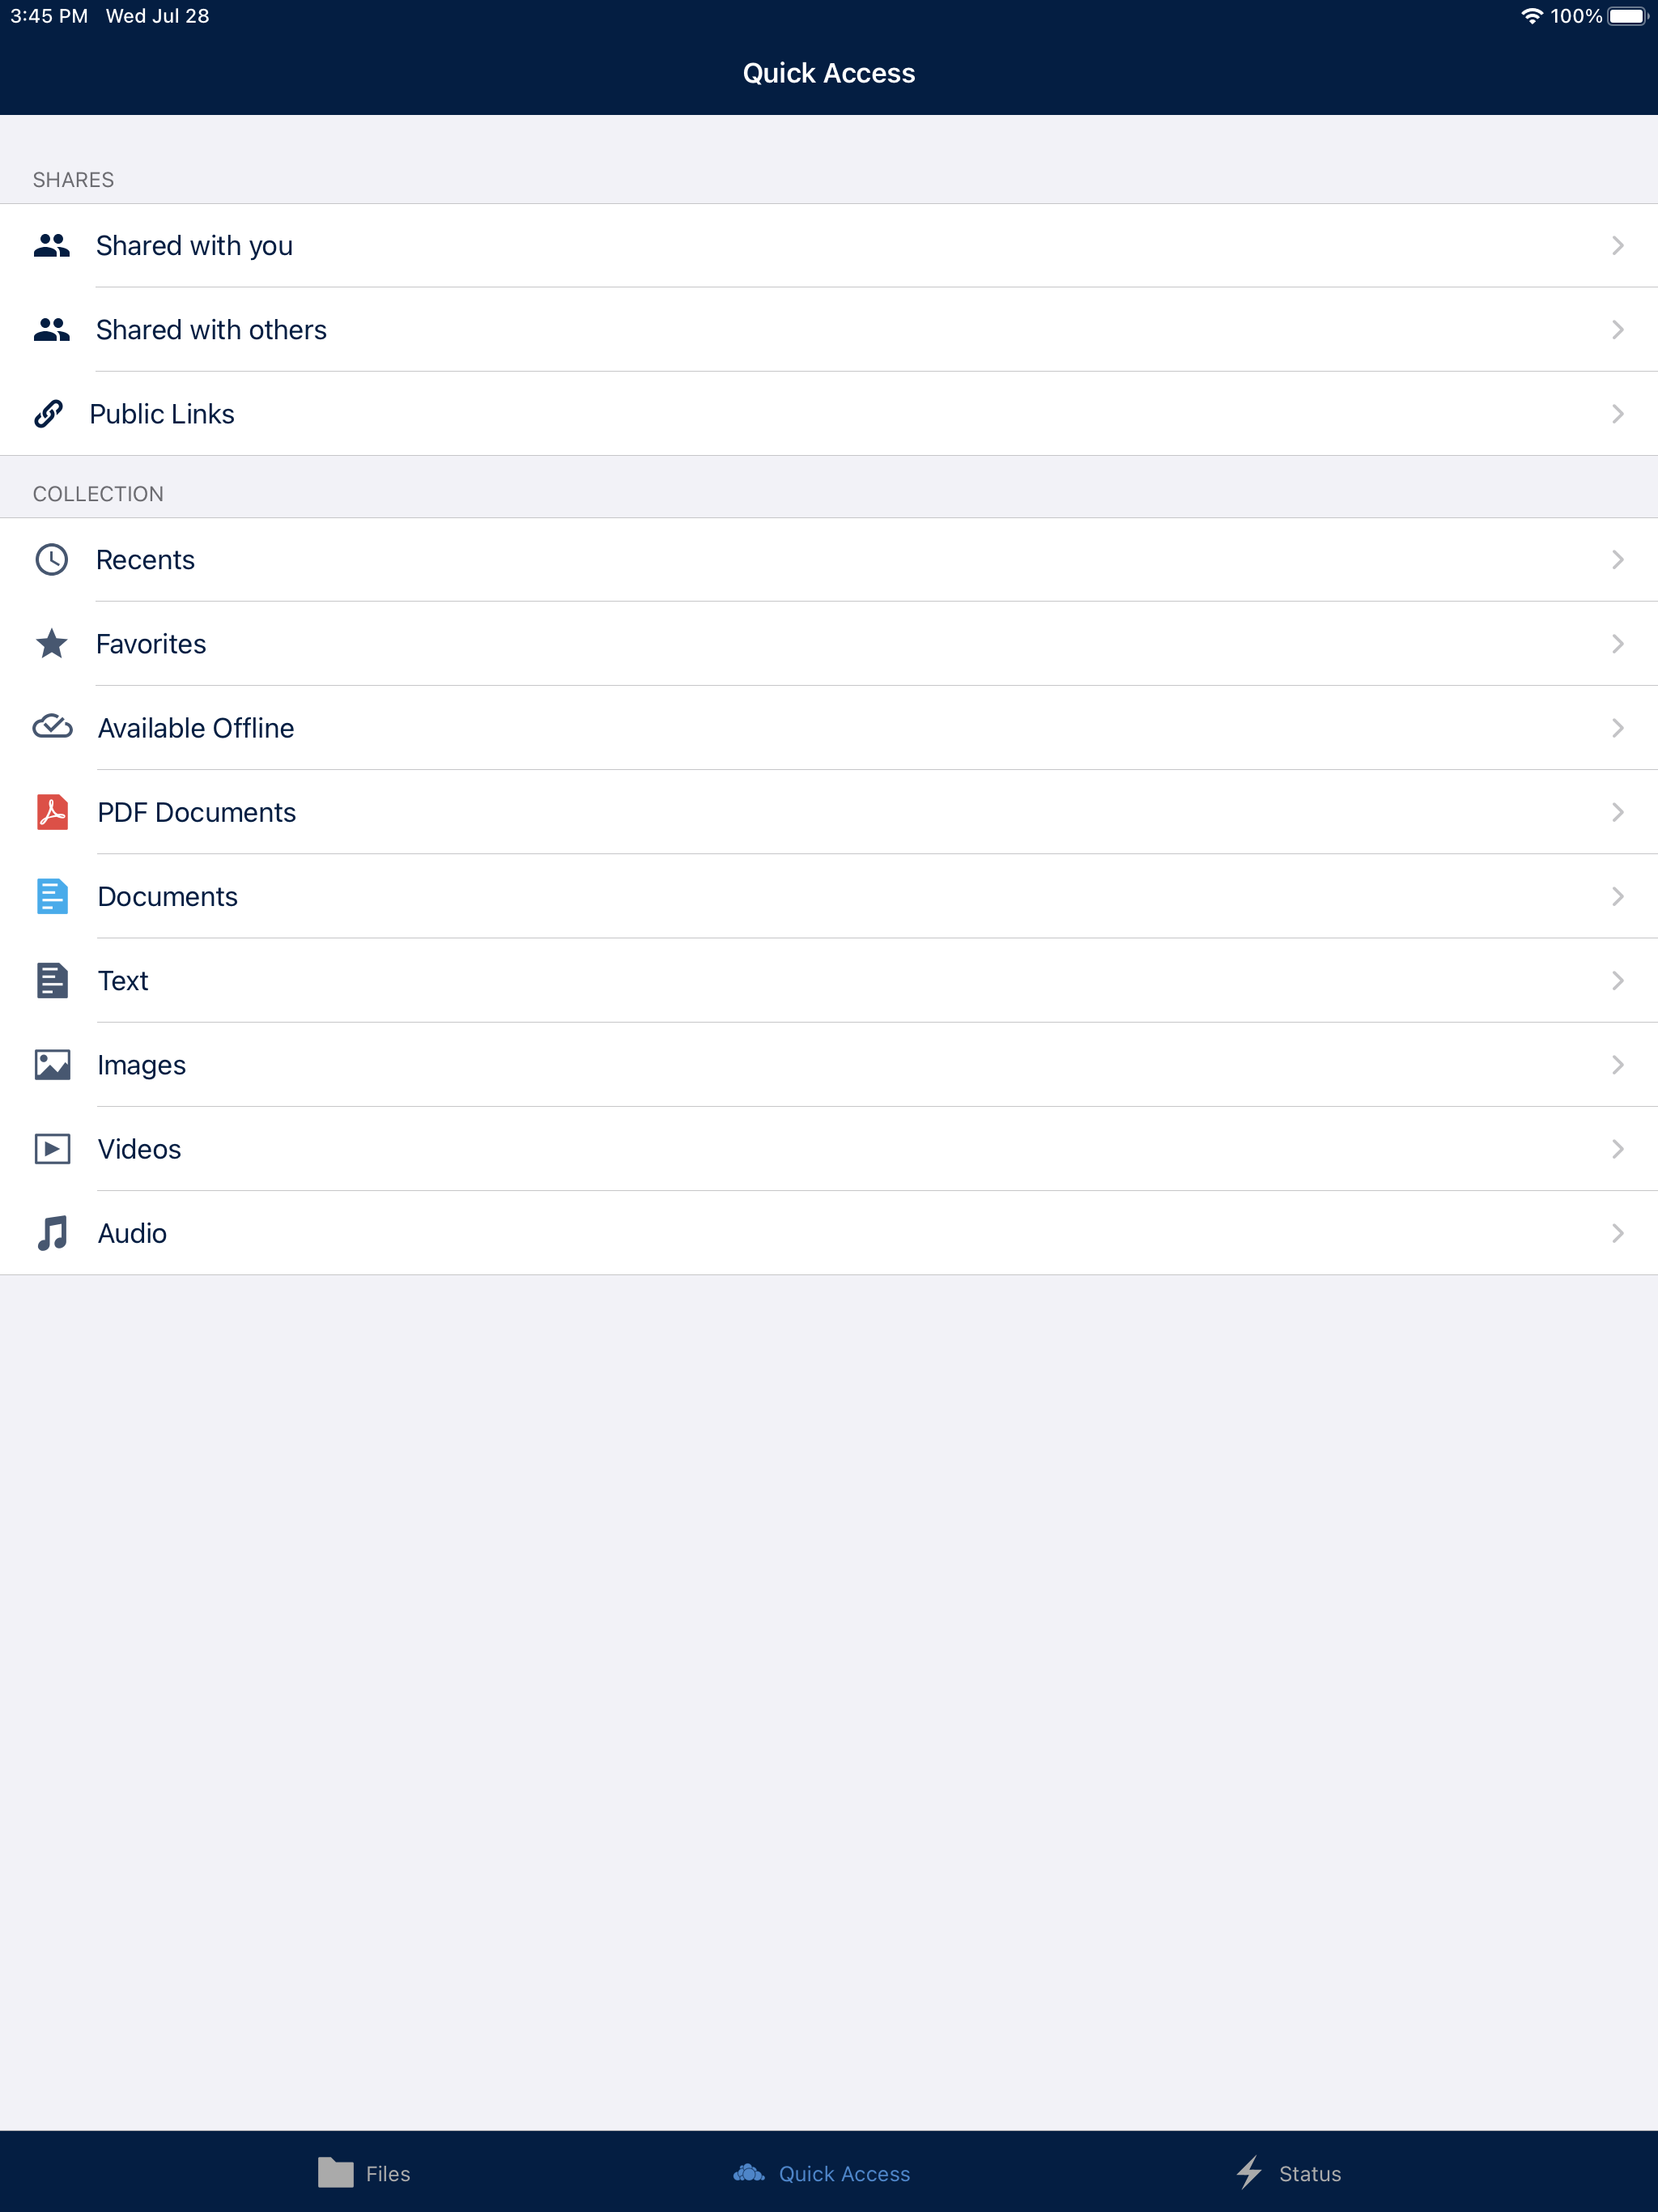 3:45 PM Wed Jul 28 100%
Quick Access
SHARES
Shared with you
Shared with others
Public Links
COLLECTION
Recents
Favorites
Available Offline
PDF Documents
Documents
Text
Images
Videos
Audio
Files Quick Access Status